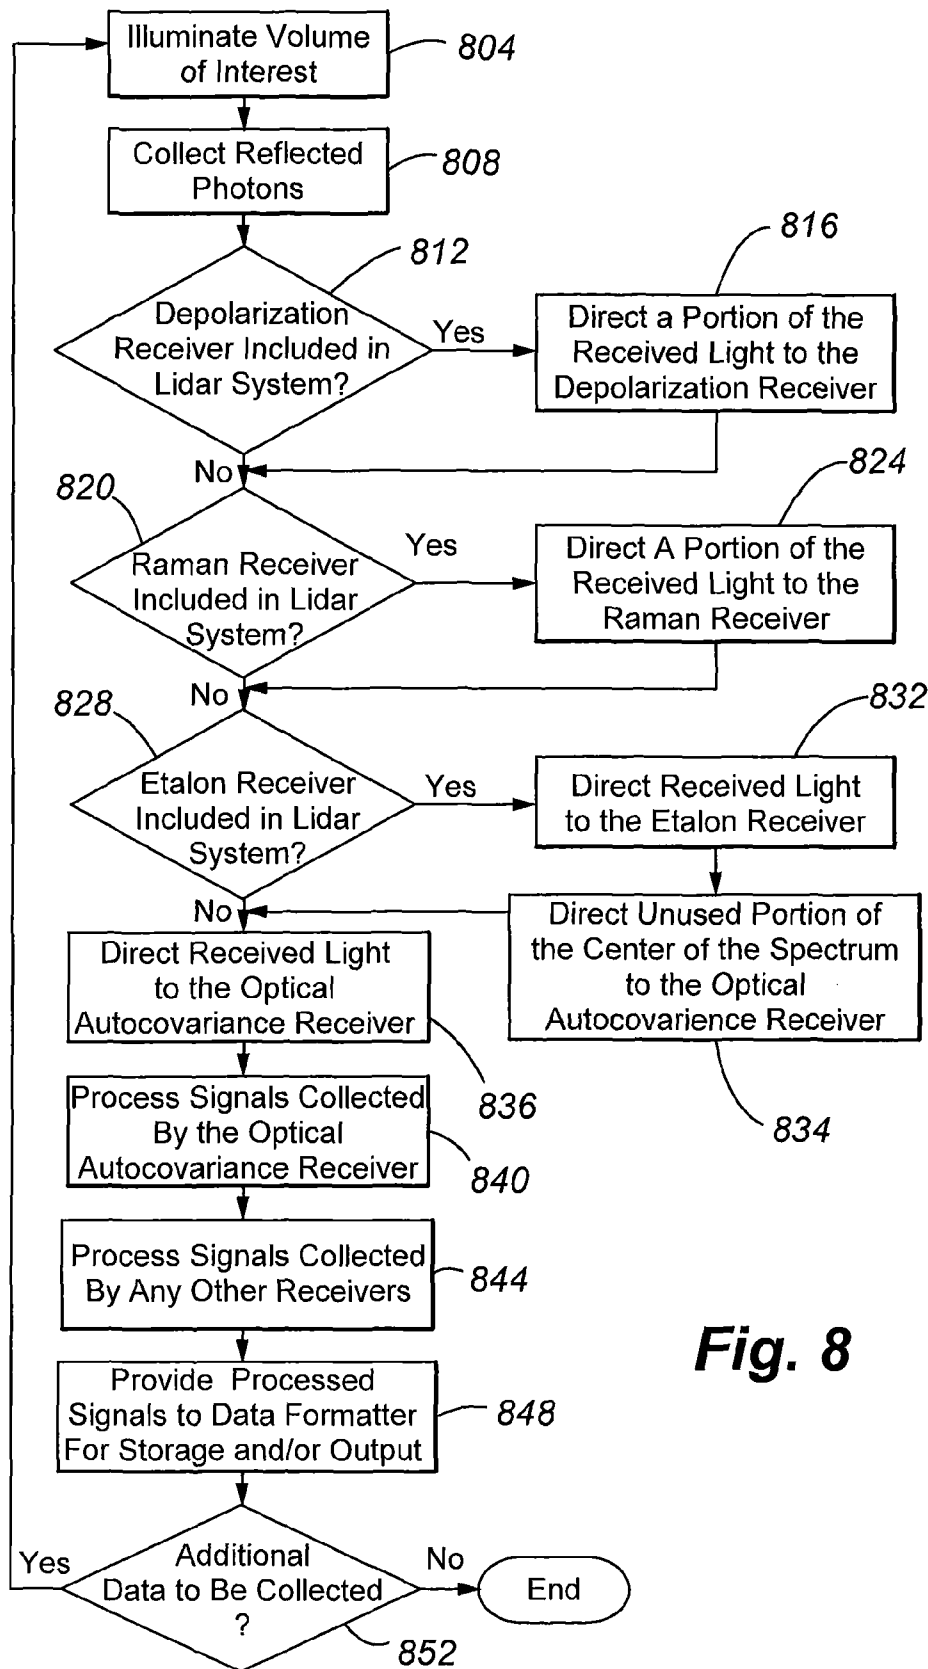 Illuminate Volume
of Interest
804
Collect Reflected
Photons
808
812
Depolarization
Receiver Included in
Lidar System?
Yes
816
Direct a Portion of the
Received Light to the
Depolarization Receiver
No
820
Raman Receiver
Included in Lidar
System?
Yes
824
Direct A Portion of the
Received Light to the
Raman Receiver
No
828
Etalon Receiver
Included in Lidar
System?
Yes
832
Direct Received Light
to the Etalon Receiver
No
Direct Unused Portion of
the Center of the Spectrum
to the Optical
Autocovarience Receiver
834
Direct Received Light
to the Optical
Autocovariance Receiver
836
Process Signals Collected
By the Optical
Autocovariance Receiver
840
Process Signals Collected
By Any Other Receivers
844
Provide Processed
Signals to Data Formatter
For Storage and/or Output
848
Additional
Data to Be Collected
?
852
Yes
No
End
Fig. 8